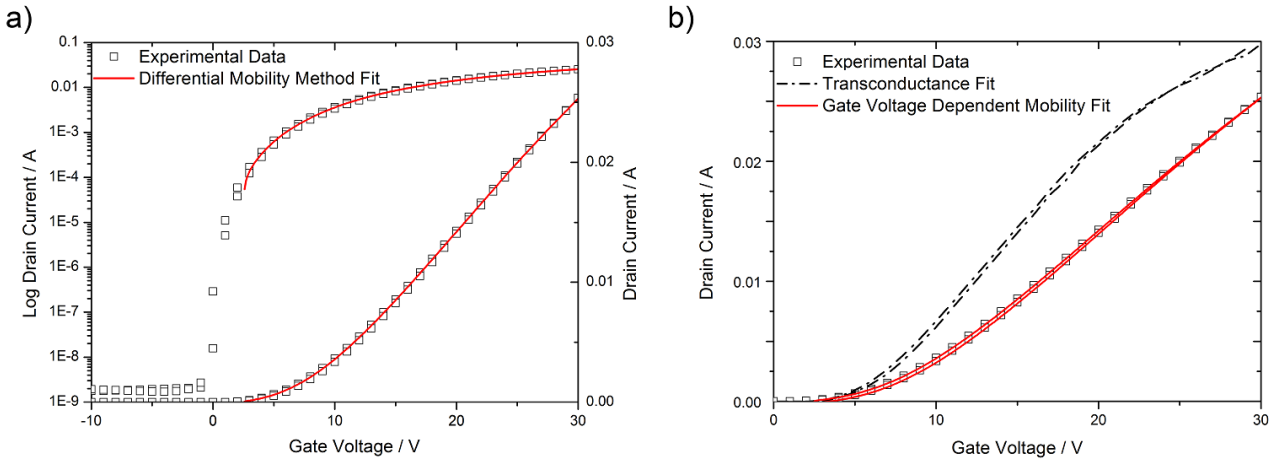 a)
Experimental Data
Differential Mobility Method Fit
0.1
0.01
1E-3
1E-4
1E-5
1E-6
1E-7
1E-8
1E-9
Log Drain Current / A
0.03
0.02
0.01
0.00
Drain Current / A
-10
0
10
20
30
Gate Voltage / V
b)
Experimental Data
Transconductance Fit
Gate Voltage Dependent Mobility Fit
0.03
0.02
0.01
0.00
Drain Current / A
0
10
20
30
Gate Voltage / V